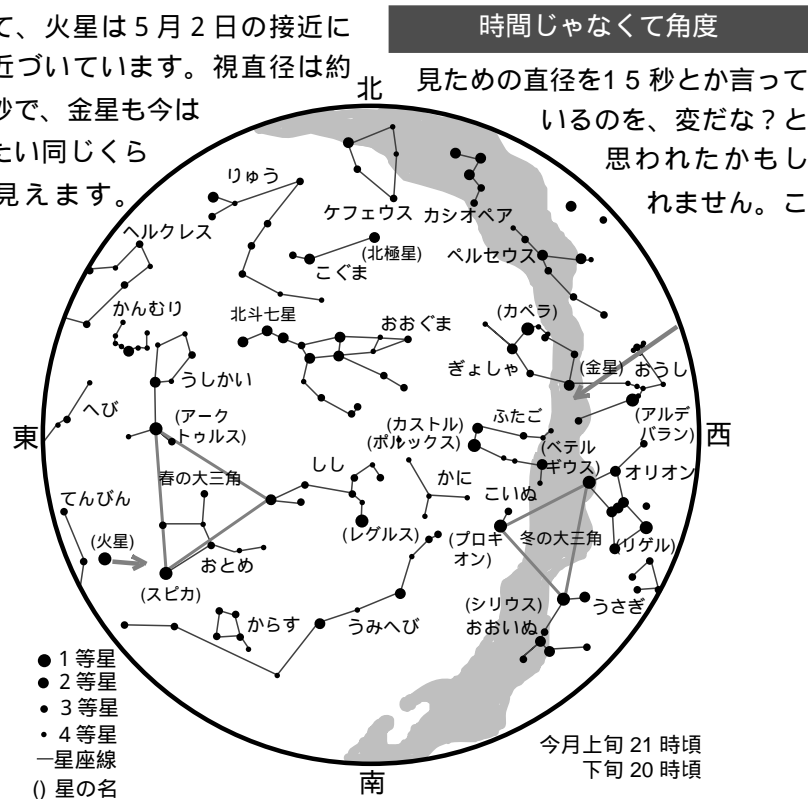 て、火星は５月２日の接近に
近づいています。視直径は約
秒で、金星も今は
たい同じくら
見えます。
時間じゃなくて角度
見ための直径を15秒とか言って
いるのを、変だな？と
思われたかもし
れません。こ
北
りゅう
ケフェウス
カシオペア
ヘルクレス
(北極星)
こぐま
ペルセウス
かんむり
北斗七星
おおぐま
(カペラ)
ぎょしゃ
(金星)
おうし
うしかい
へび
(アーク
トゥルス)
(カストル)
(ポルックス)
ふたご
(アルデ
バラン)
東
西
(ベテル
ギウス)
オリオン
春の大三角
しし
かに
こいぬ
てんびん
(火星)
(レグルス)
(プロキ
オン)
冬の大三角
(リゲル)
おとめ
(スピカ)
(シリウス)
うさぎ
からす
うみへび
おおいぬ
● 1 等星
● 2 等星
• 3 等星
・ 4 等星
―星座線
() 星の名
南
今月上旬 21 時頃
下旬 20 時頃